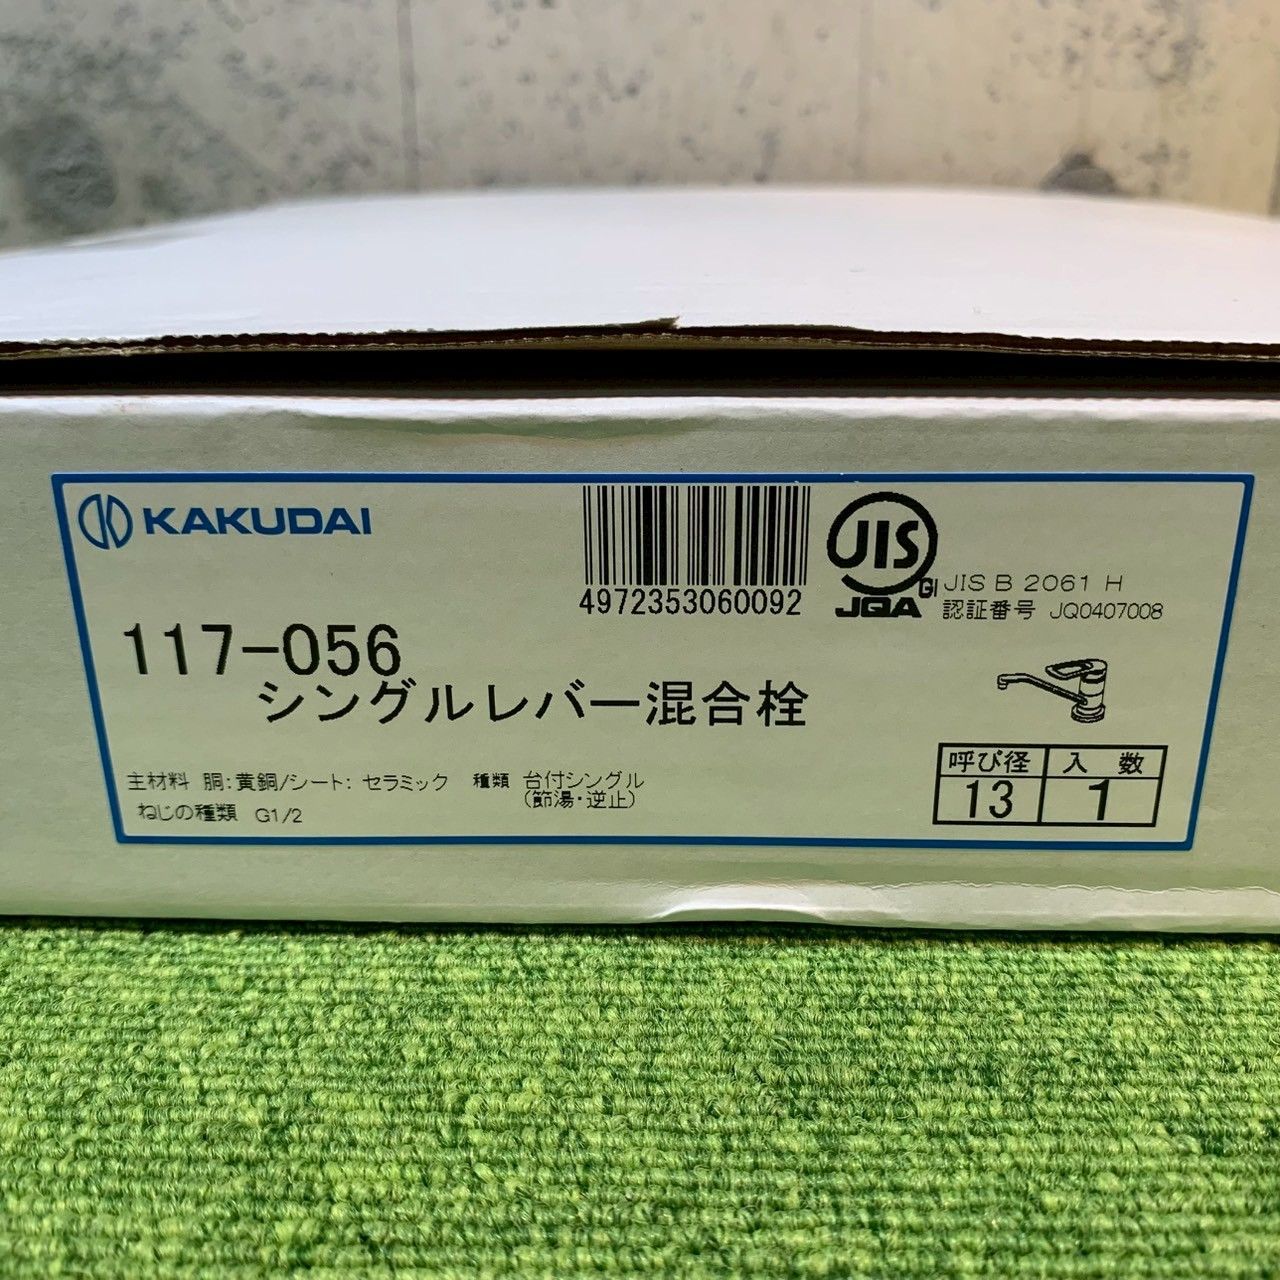 KAKUDAI
4972353060092
JIS
JQA
GI
JIS B 2061 H
認証番号 JQ0407008
117-056
シングルレバー混合栓
主材料 胴:黄銅/シート: セラミック 種類 台付シングル
(節湯・逆止)
ねじの種類 G1/2
呼び径 入数
13 1